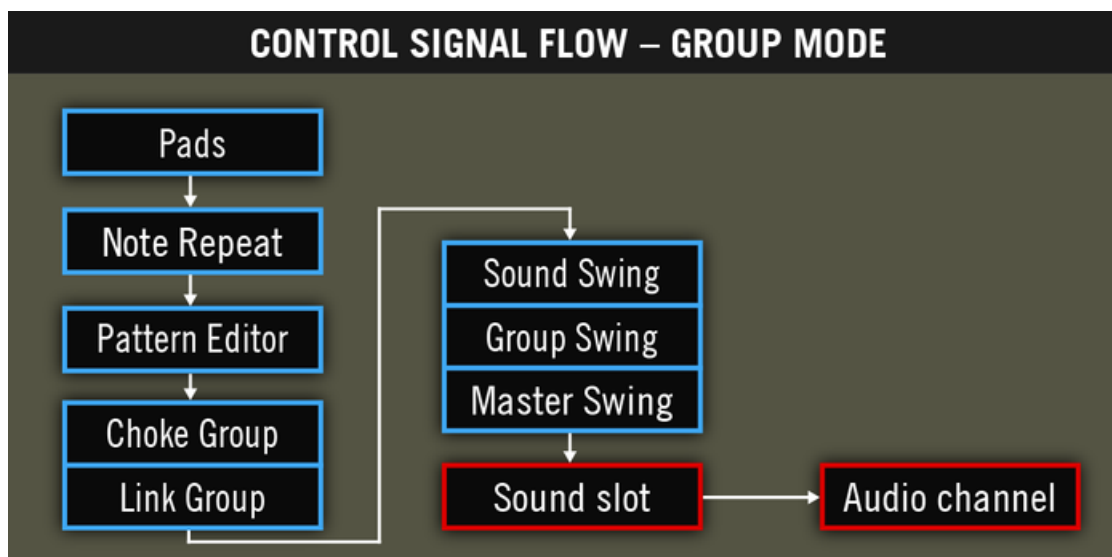 CONTROL SIGNAL FLOW – GROUP MODE
Pads
Note Repeat
Pattern Editor
Choke Group
Link Group
Sound Swing
Group Swing
Master Swing
Sound slot
Audio channel